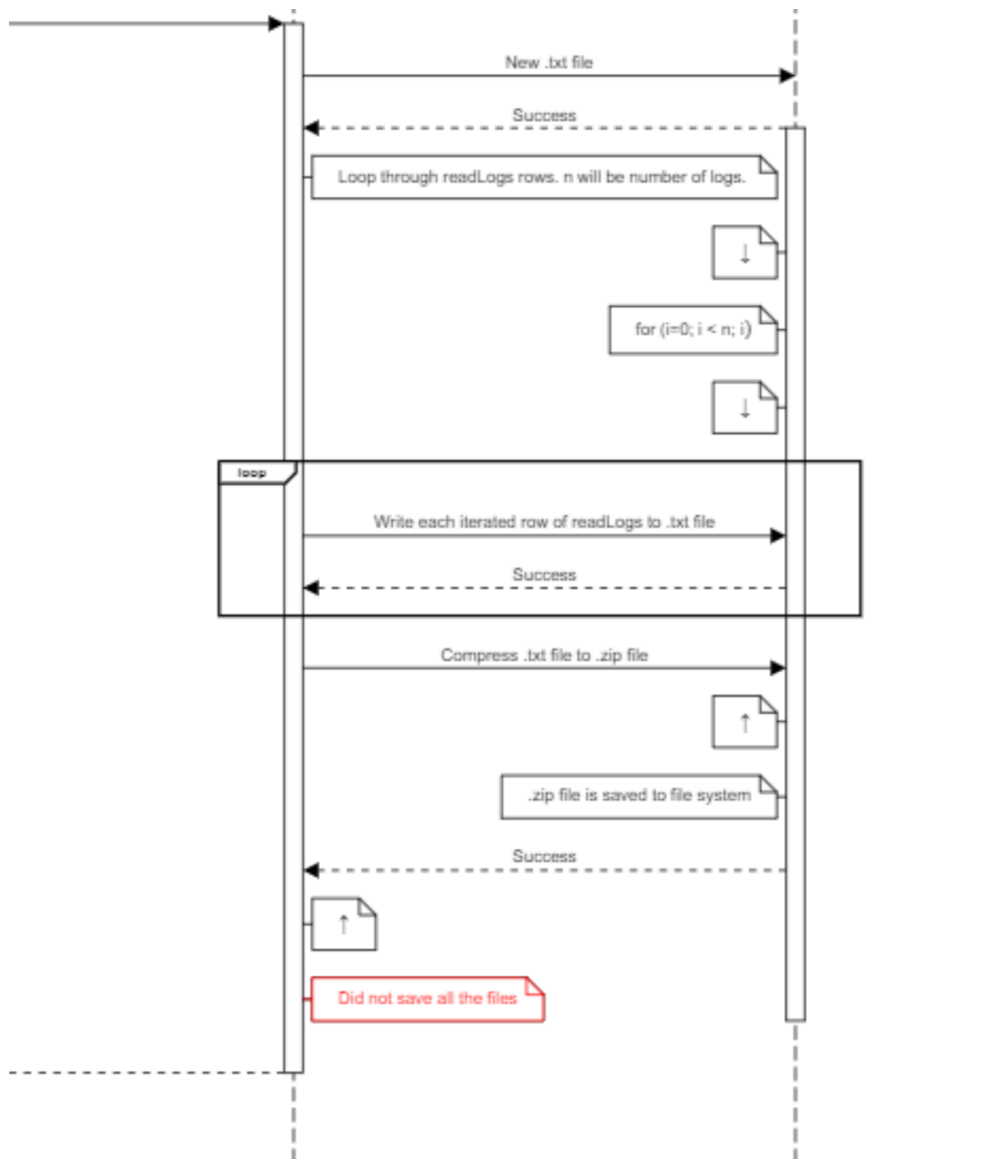 New .txt file
Success
Loop through readLogs rows. n will be number of logs.
↓
for (i=0; i < n; i)
↓
loop
Write each iterated row of readLogs to .txt file
Success
Compress .txt file to .zip file
↑
.zip file is saved to file system
Success
↑
Did not save all the files